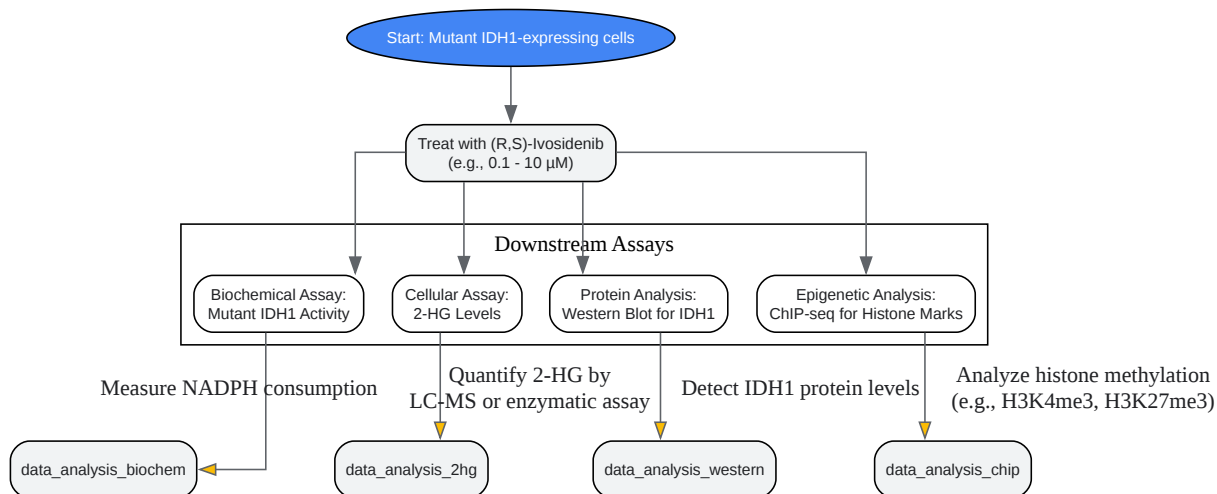 Start: Mutant IDH1-expressing cells
Treat with (R,S)-Ivosidenib
(e.g., 0.1 - 10 µM)
Downstream Assays
Biochemical Assay:
Mutant IDH1 Activity
Cellular Assay:
2-HG Levels
Protein Analysis:
Western Blot for IDH1
Epigenetic Analysis:
ChIP-seq for Histone Marks
Measure NADPH consumption
Quantify 2-HG by
LC-MS or enzymatic assay
Detect IDH1 protein levels
Analyze histone methylation
(e.g., H3K4me3, H3K27me3)
data_analysis_biochem
data_analysis_2hg
data_analysis_western
data_analysis_chip